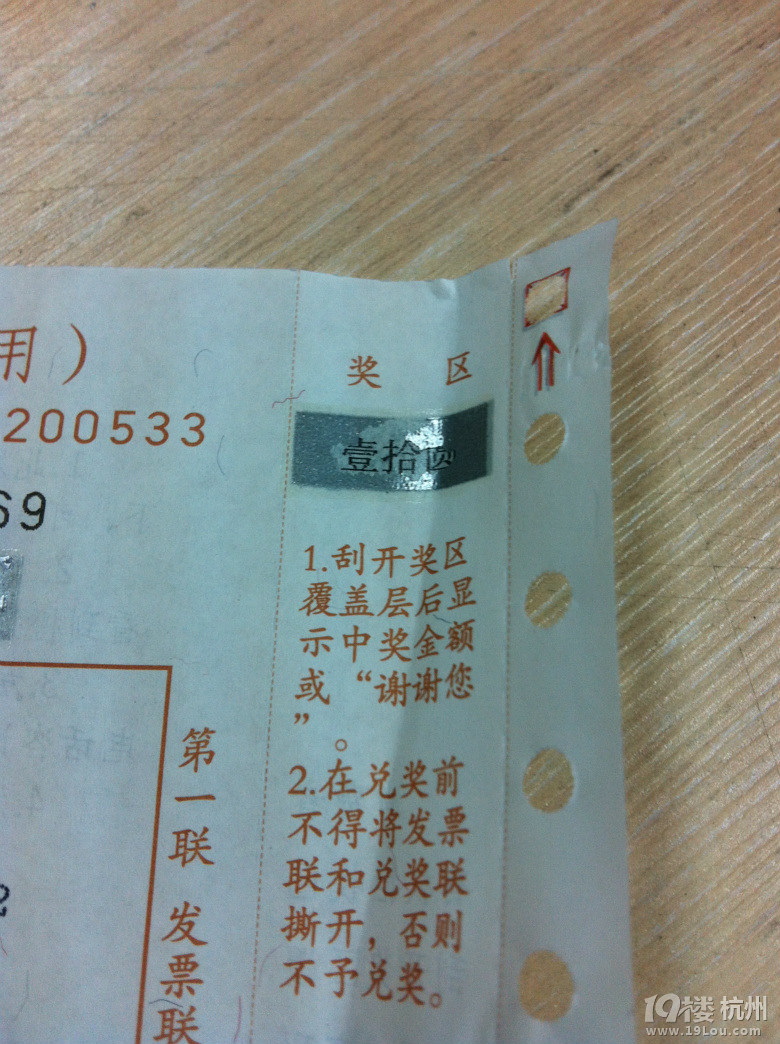 用）
奖 区
200533
壹拾圆
69
1.刮开奖区
覆盖层后显
示中奖金额
或“谢谢您
”。
第一联 发票联
2.在兑奖前
不得将发票
联和兑奖联
撕开，否则
不予兑奖。
19楼杭州
www.19Lou.com